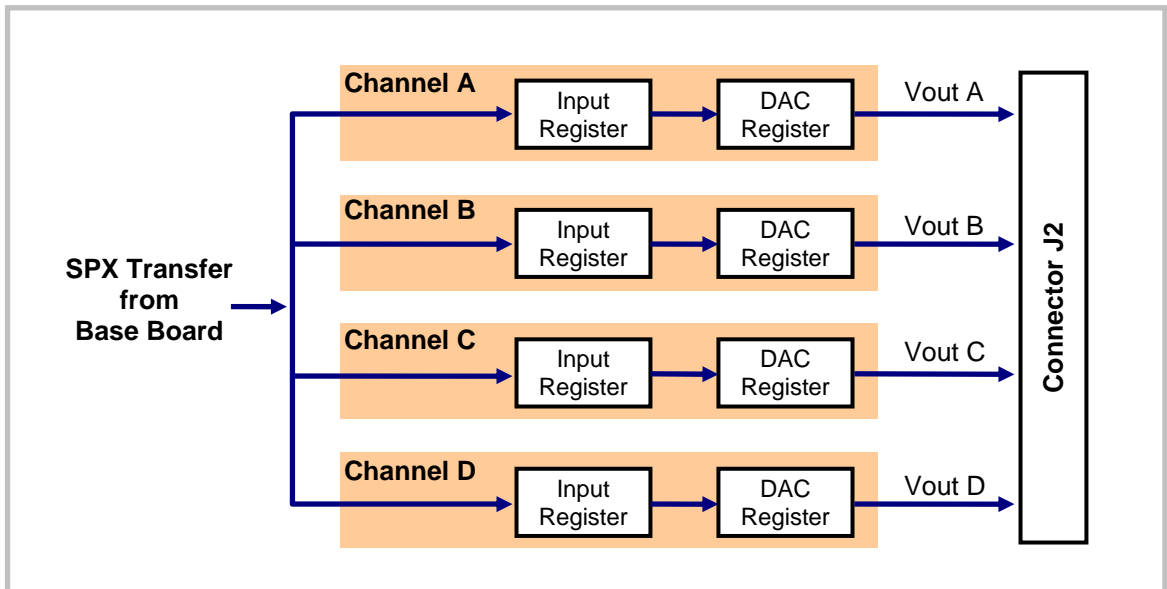 SPX Transfer
from
Base Board
Channel A
Input
Register
DAC
Register
Vout A
Channel B
Input
Register
DAC
Register
Vout B
Channel C
Input
Register
DAC
Register
Vout C
Channel D
Input
Register
DAC
Register
Vout D
Connector J2